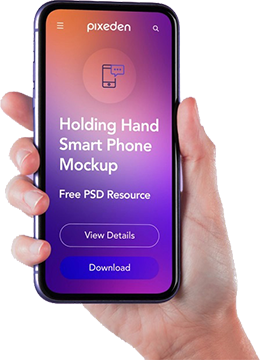 pixeden
Holding Hand
Smart Phone
Mockup
Free PSD Resource
View Details
Download